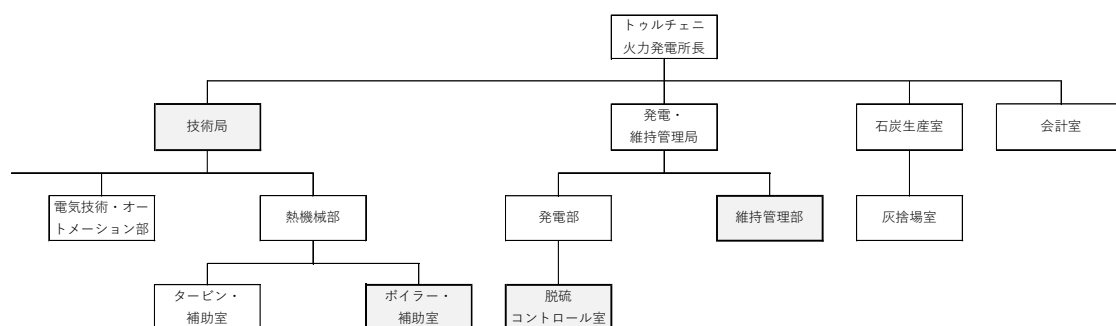 トゥルチェニ
火力発電所長
技術局
発電・
維持管理局
石炭生産室
会計室
電気技術・オー
トメーション部
熱機械部
発電部
維持管理部
灰捨場室
タービン・
補助室
ボイラー・
補助室
脱硫
コントロール室